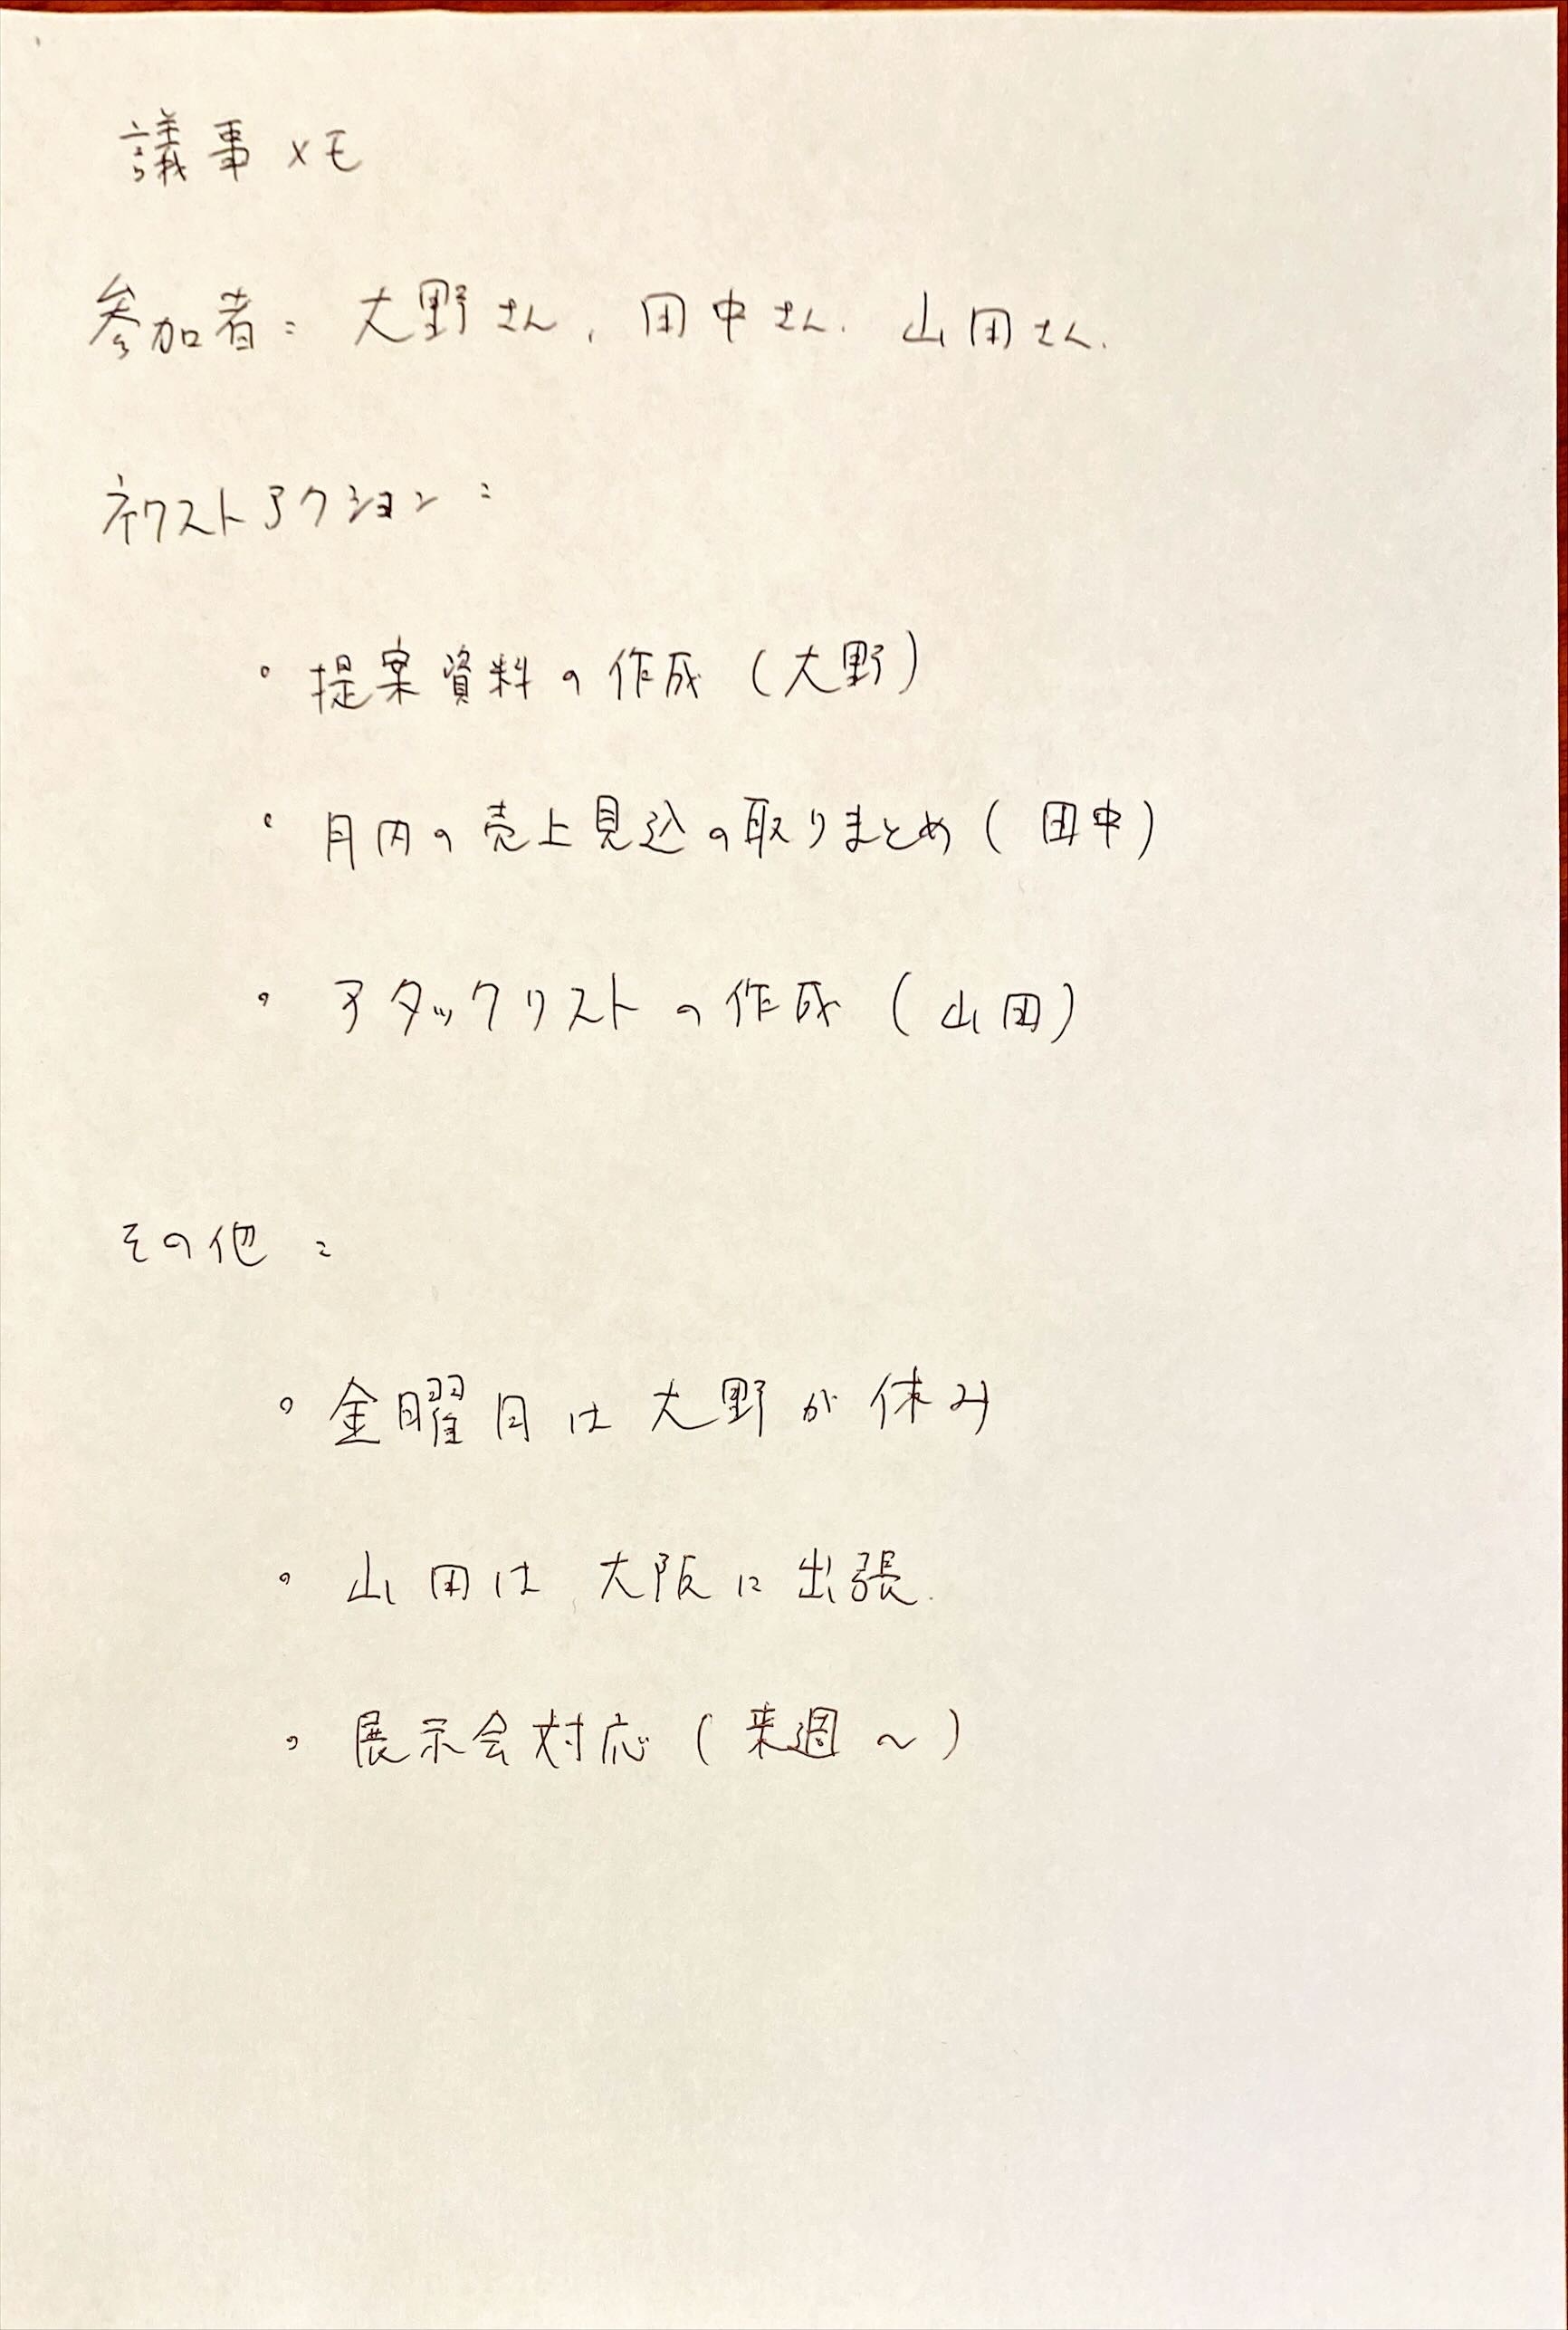 議事メモ
参加者：大野さん、田中さん、山田さん、
ネクストアクション：
・提案資料の作成（大野）
・月内の売上見込の取りまとめ（田中）
・アタックリストの作成（山田）
その他：
・金曜日は大野が休み
・山田は大阪に出張
・展示会対応（来週〜）